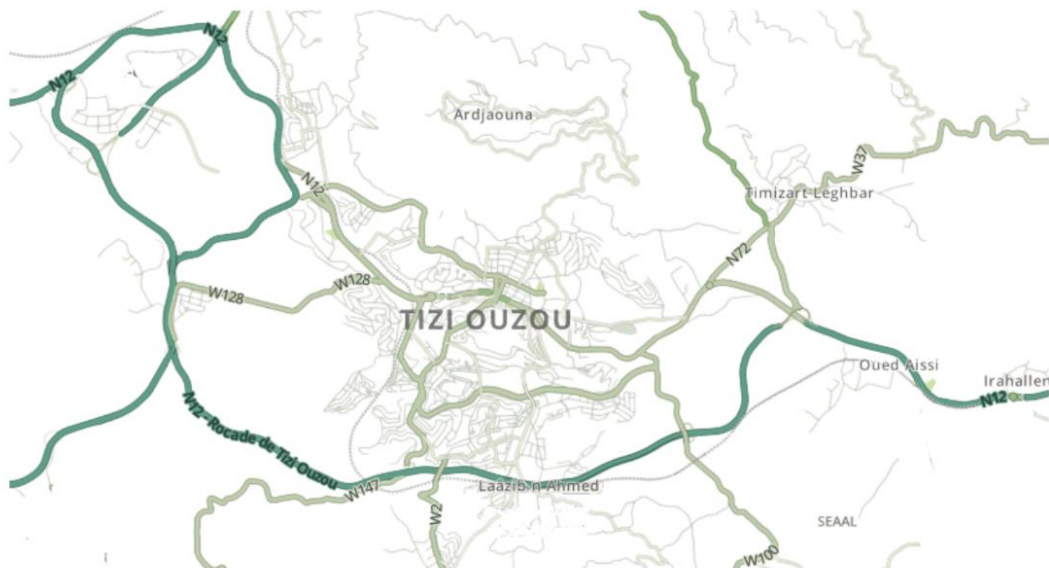 N12
N12
Ardjaouna
W37
N12
Timizart Leghbar
N72
W128
W128
TIZI OUZOU
Oued Aissi
Irahallen
N12
N12 - Rocade de Tizi Ouzou
W147
Laâzib n Ahmed
W2
SEAAL
W100